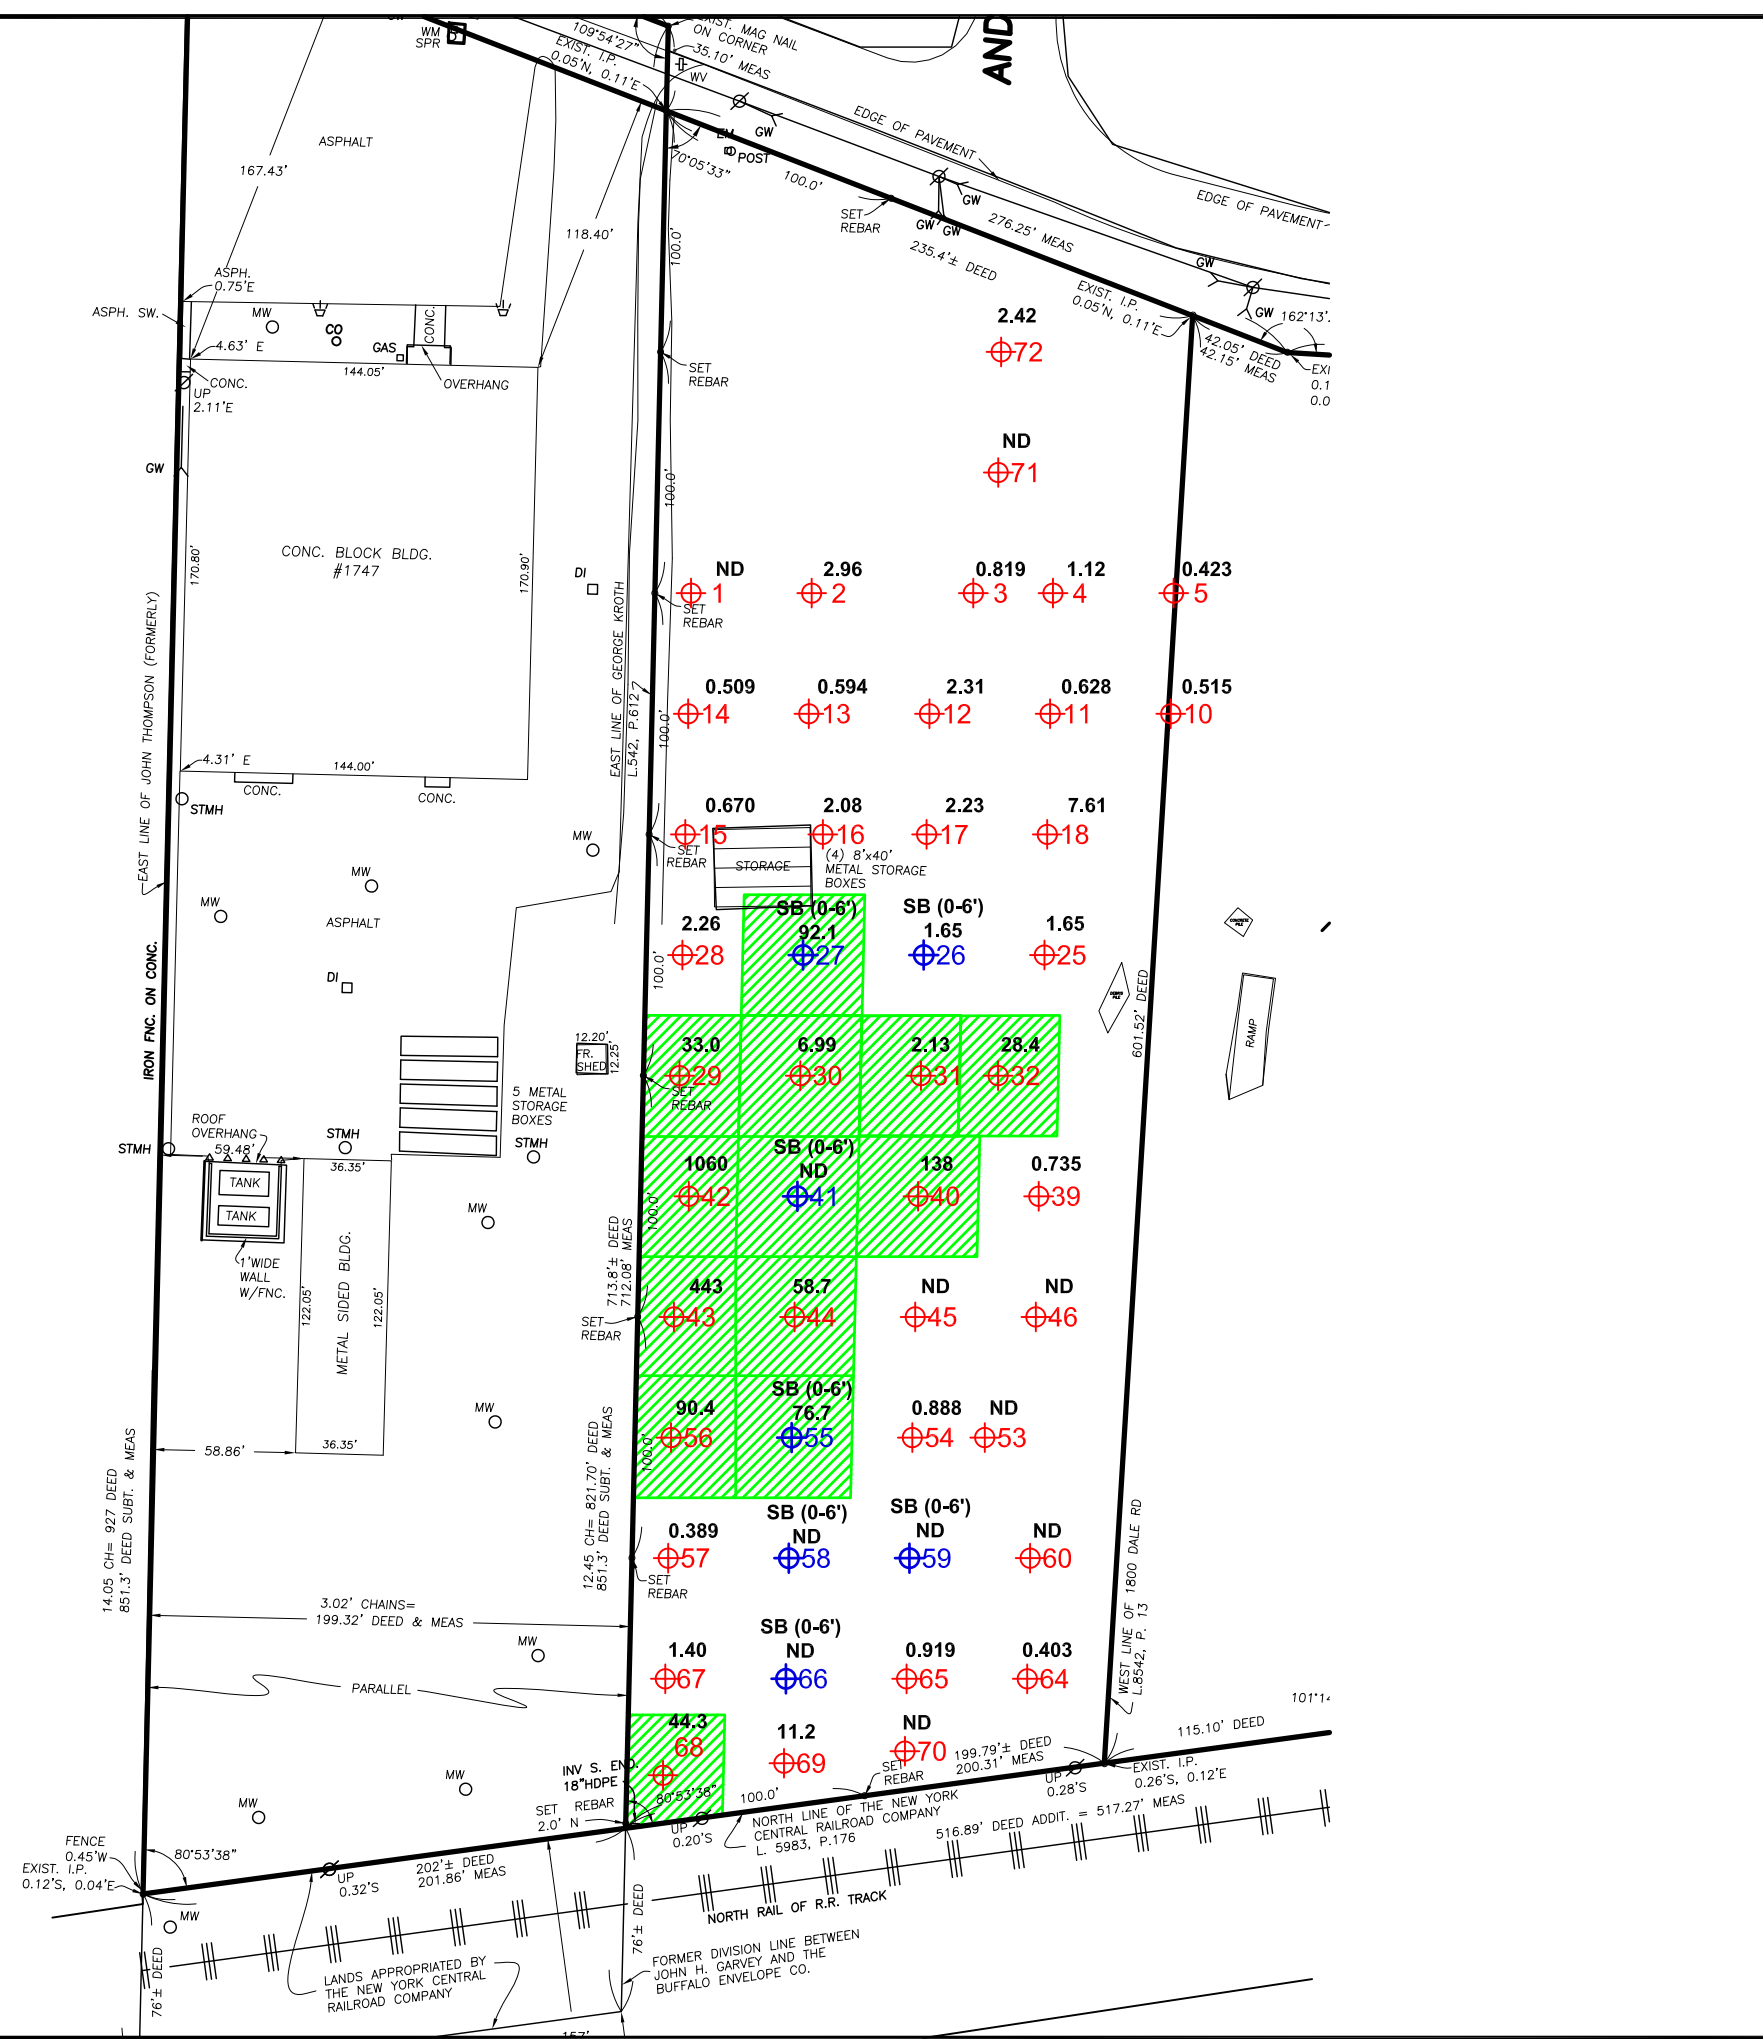 WM
SPR
S
109°54'27"
EXIST. I.P.
0.05'N, 0.11'E
EXIST. MAG NAIL
ON CORNER
35.10' MEAS
WV
AND
EDGE OF PAVEMENT
EDGE OF PAVEMENT
ASPHALT
167.43'
118.40'
EM
GW
POST
70°05'33"
100.0'
SET
REBAR
GW
GW
GW
276.25' MEAS
235.4'± DEED
EXIST. I.P.
0.05'N, 0.11'E
GW
GW
162°13'
42.05' DEED
42.15' MEAS
ASPH.
0.75'E
ASPH. SW.
MW
CO
CONC.
GAS
4.63' E
144.05'
OVERHANG
CONC.
UP
2.11'E
GW
100.0'
SET
REBAR
2.42
72
ND
71
100.0'
CONC. BLOCK BLDG.
#1747
170.80'
170.90'
DI
ND
1
2.96
2
0.819
3
1.12
4
0.423
5
SET
REBAR
EAST LINE OF JOHN THOMPSON (FORMERLY)
EAST LINE OF GEORGE KROTH
L.542, P.612
0.509
14
0.594
13
2.31
12
0.628
11
0.515
10
100.0'
4.31' E
144.00'
CONC.
CONC.
STMH
0.670
15
2.08
16
2.23
17
7.61
18
SET
REBAR
STORAGE
(4) 8'x40'
METAL STORAGE
BOXES
MW
MW
MW
ASPHALT
DI
IRON FNC. ON CONC.
2.26
28
SB (0-6')
92.1
27
SB (0-6')
1.65
26
1.65
25
100.0'
601.52' DEED
RAMP
12.20'
FR.
SHED
12.25'
33.0
29
6.99
30
2.13
31
28.4
32
SET
REBAR
5 METAL
STORAGE
BOXES
ROOF
OVERHANG
59.48'
STMH
STMH
STMH
36.35'
TANK
TANK
1'WIDE
WALL
W/FNC.
METAL SIDED BLDG.
122.05'
122.05'
MW
1060
42
SB (0-6')
ND
41
138
40
0.735
39
100.0'
713.8'± DEED
712.08' MEAS
443
43
58.7
44
ND
45
ND
46
SET
REBAR
MW
58.86'
36.35'
90.4
56
SB (0-6')
76.7
55
0.888
54
ND
53
100.0'
14.05 CH= 927 DEED
851.3' DEED SUBT. & MEAS
12.45 CH= 821.70' DEED
851.3' DEED SUBT. & MEAS
0.389
57
SB (0-6')
ND
58
SB (0-6')
ND
59
ND
60
SET
REBAR
WEST LINE OF 1800 DALE RD
L.8542, P. 13
3.02' CHAINS=
199.32' DEED & MEAS
MW
PARALLEL
1.40
67
SB (0-6')
ND
66
0.919
65
0.403
64
44.3
68
11.2
69
ND
70
INV S. END.
18"HDPE
SET REBAR
2.0' N
80°53'38"
100.0'
SET
REBAR
199.79'± DEED
200.31' MEAS
UP
0.28'S
EXIST. I.P.
0.26'S, 0.12'E
115.10' DEED
101°14
MW
MW
FENCE
0.45'W
EXIST. I.P.
0.12'S, 0.04'E
80°53'38"
UP
0.32'S
202'± DEED
201.86' MEAS
UP
0.20'S
NORTH LINE OF THE NEW YORK
CENTRAL RAILROAD COMPANY
L. 5983, P.176
516.89' DEED ADDIT. = 517.27' MEAS
NORTH RAIL OF R.R. TRACK
MW
76'± DEED
76'± DEED
LANDS APPROPRIATED BY
THE NEW YORK CENTRAL
RAILROAD COMPANY
FORMER DIVISION LINE BETWEEN
JOHN H. GARVEY AND THE
BUFFALO ENVELOPE CO.
157'